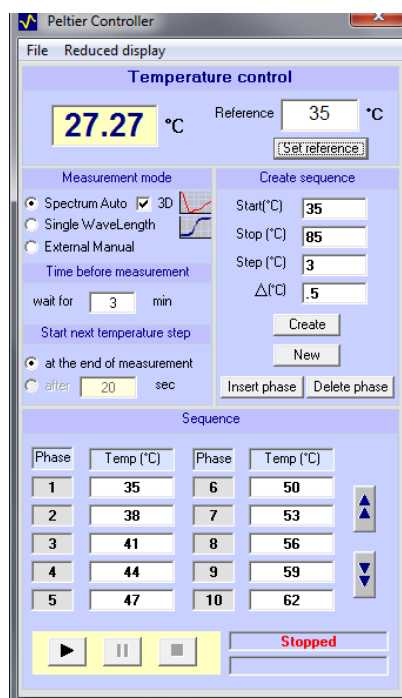 Peltier Controller
File Reduced display
Temperature control
27.27 °C
Reference 35 °C
Set reference
Measurement mode
Spectrum Auto 3D
Single WaveLength
External Manual
Time before measurement
wait for 3 min
Start next temperature step
at the end of measurement
after 20 sec
Create sequence
Start(°C) 35
Stop (°C) 85
Step (°C) 3
△(°C) .5
Create
New
Insert phase Delete phase
Sequence
Phase Temp (°C) Phase Temp (°C)
1 35 6 50
2 38 7 53
3 41 8 56
4 44 9 59
5 47 10 62
Stopped